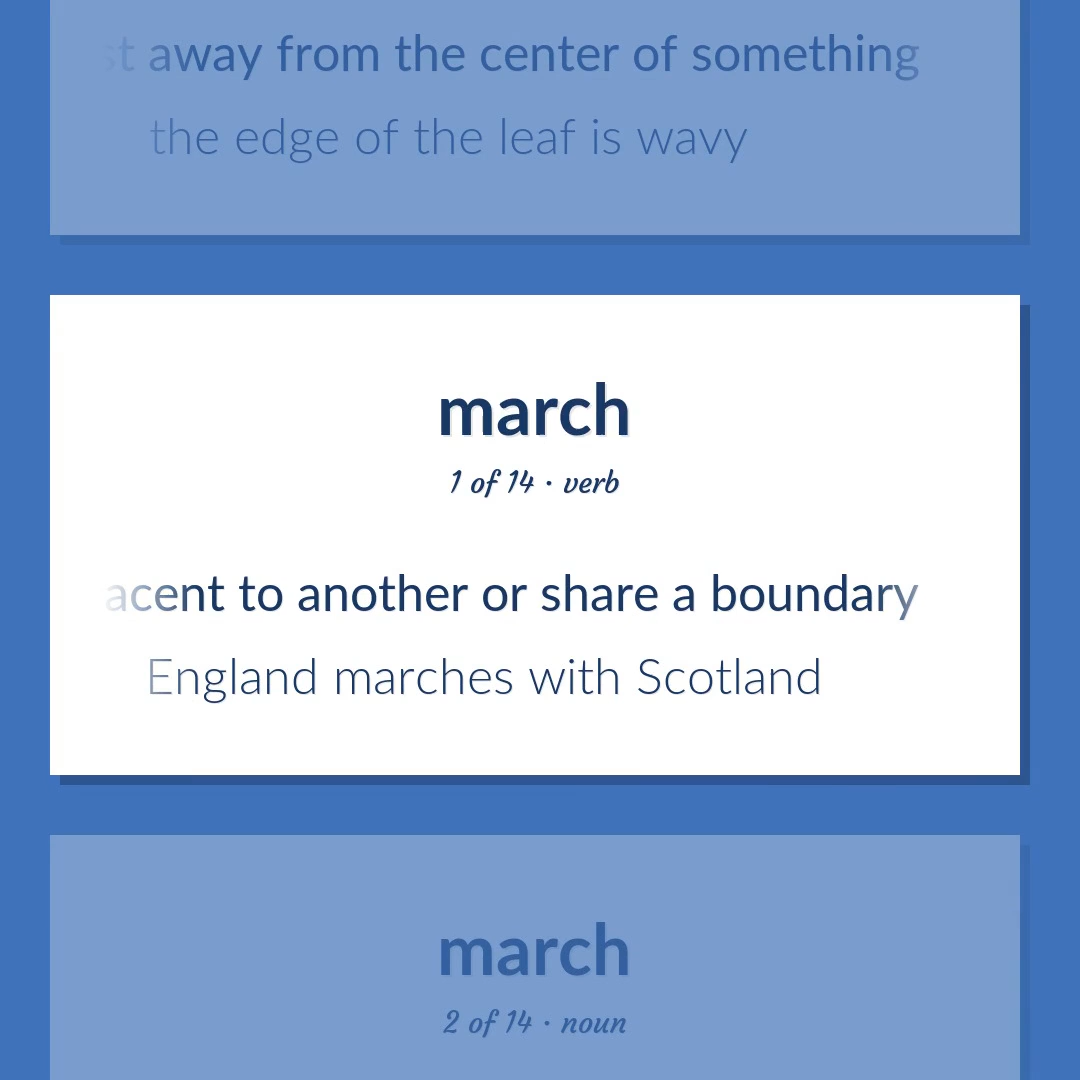 away from the center of something
the edge of the leaf is wavy
march
1 of 14 · verb
acent to another or share a boundary
England marches with Scotland
march
2 of 14 · noun